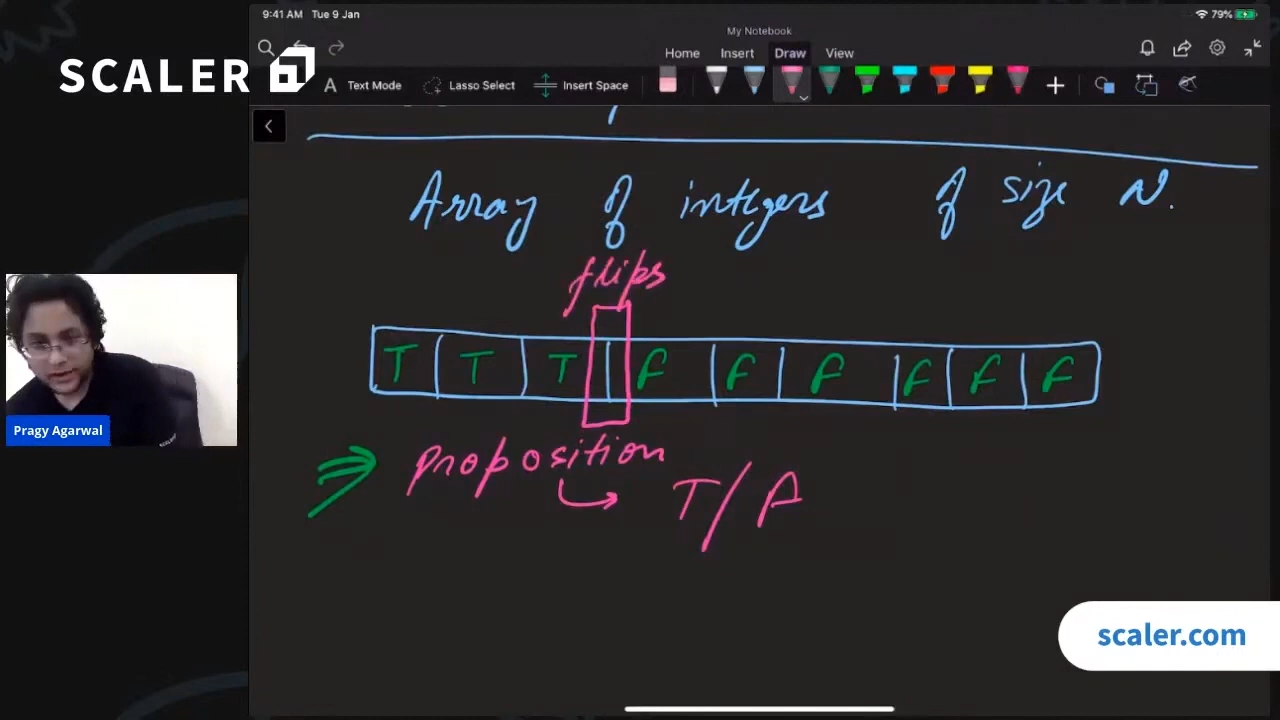 9:41 AM Tue 9 Jan
79%
My Notebook
Home Insert Draw View
SCALER
Text Mode Lasso Select Insert Space
Array of integers of size N.
flips
T T T F F F F F F
Pragy Agarwal
proposition
T/F
scaler.com